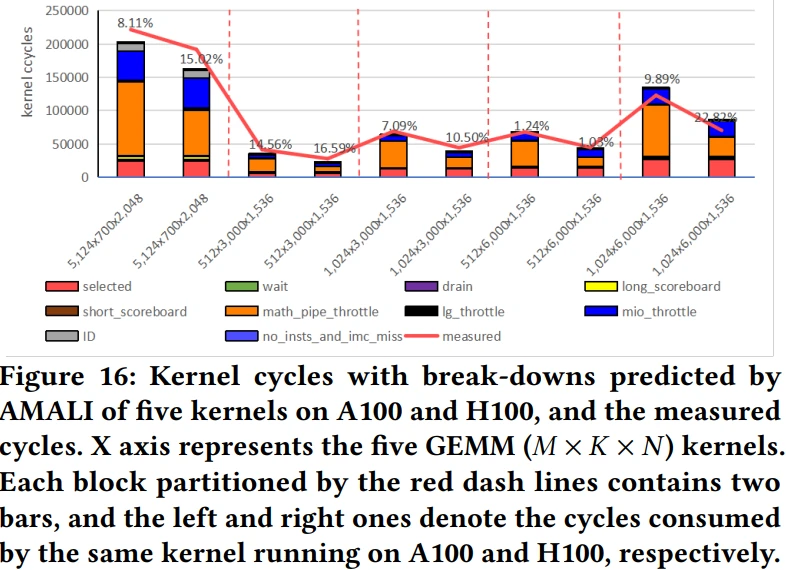 250000
200000
150000
100000
50000
0
kernel ccycles
8.11%
15.02%
14.56%
16.59%
7.09%
10.50%
1.24%
1.03%
9.89%
22.82%
5,124x700x2,048
5,124x700x2,048
512x3,000x1,536
512x3,000x1,536
1,024x3,000x1,536
1,024x3,000x1,536
512x6,000x1,536
512x6,000x1,536
1,024x6,000x1,536
1,024x6,000x1,536
selected wait drain long_scoreboard
short_scoreboard math_pipe_throttle lg_throttle mio_throttle
ID no_insts_and_imc_miss measured
Figure 16: Kernel cycles with break-downs predicted by
AMALI of five kernels on A100 and H100, and the measured
cycles. X axis represents the five GEMM (M × K × N) kernels.
Each block partitioned by the red dash lines contains two
bars, and the left and right ones denote the cycles consumed
by the same kernel running on A100 and H100, respectively.